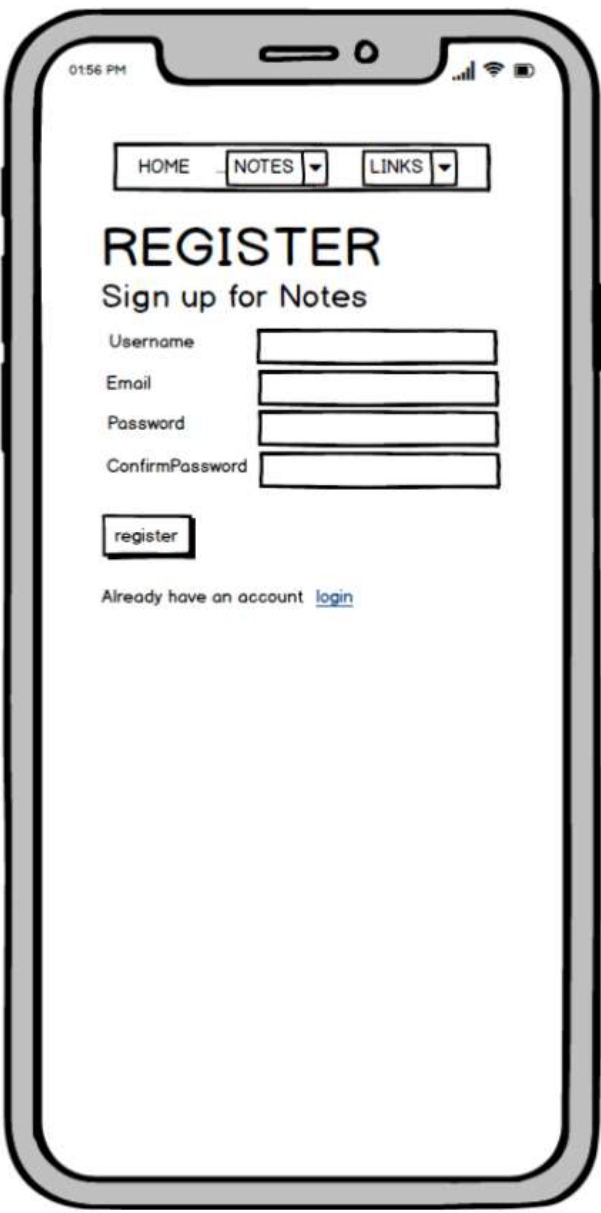 01:56 PM
HOME NOTES LINKS
REGISTER
Sign up for Notes
Username
Email
Password
ConfirmPassword
register
Already have an account login